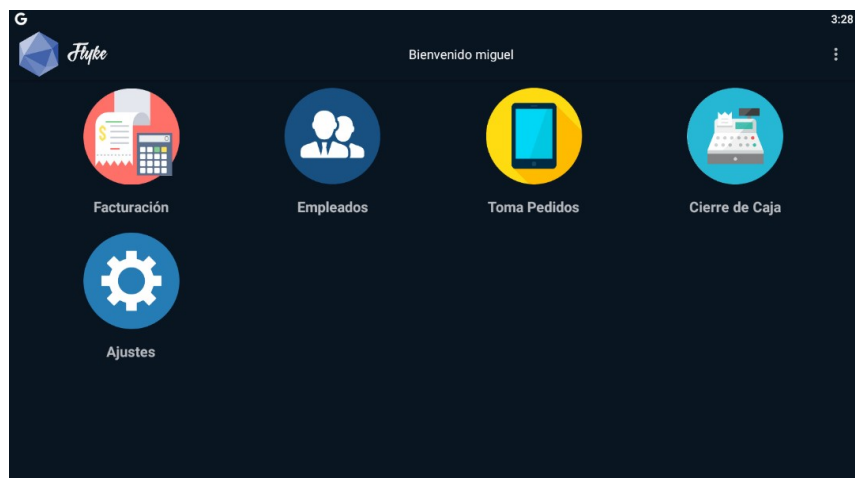 G
3:28
Flyke
Bienvenido miguel
$
Facturación
Empleados
Toma Pedidos
Cierre de Caja
Ajustes